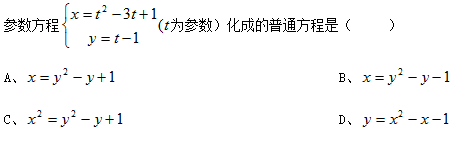 参数方程{x=t²−3t+1
y=t−1 (t为参数）化成的普通方程是（　　）
A、x=y²−y+1 B、x=y²−y−1
C、x²=y²−y+1 D、y=x²−x−1